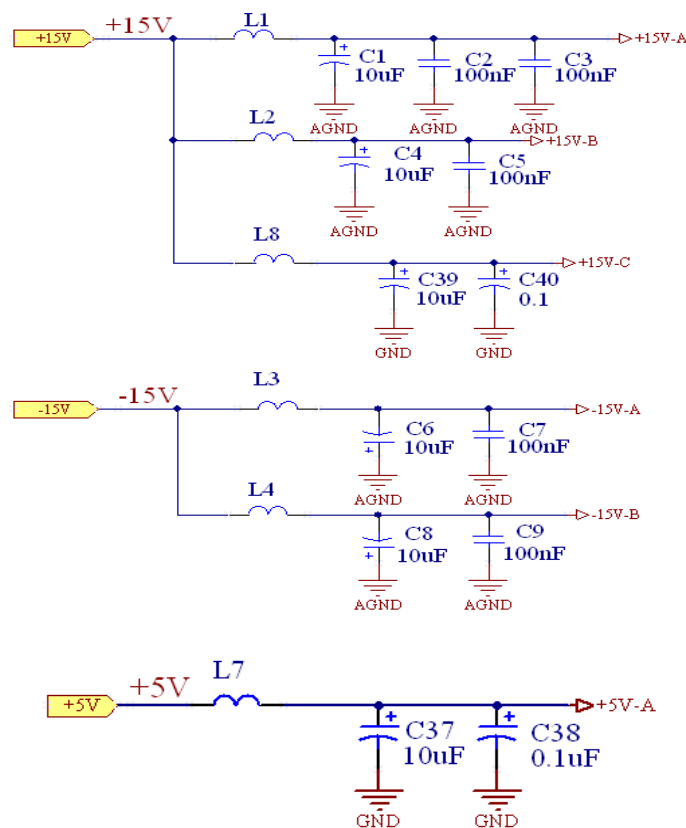 L1
+15V
+15V
+15V-A
C1
10uF
C2
100nF
C3
100nF
AGND
AGND
AGND
L2
+15V-B
C4
10uF
C5
100nF
AGND
AGND
L8
+15V-C
C39
10uF
C40
0.1
GND
GND
-15V
-15V
L3
-15V-A
C6
10uF
C7
100nF
AGND
AGND
L4
-15V-B
C8
10uF
C9
100nF
AGND
AGND
+5V
+5V
L7
+5V-A
C37
10uF
C38
0.1uF
GND
GND